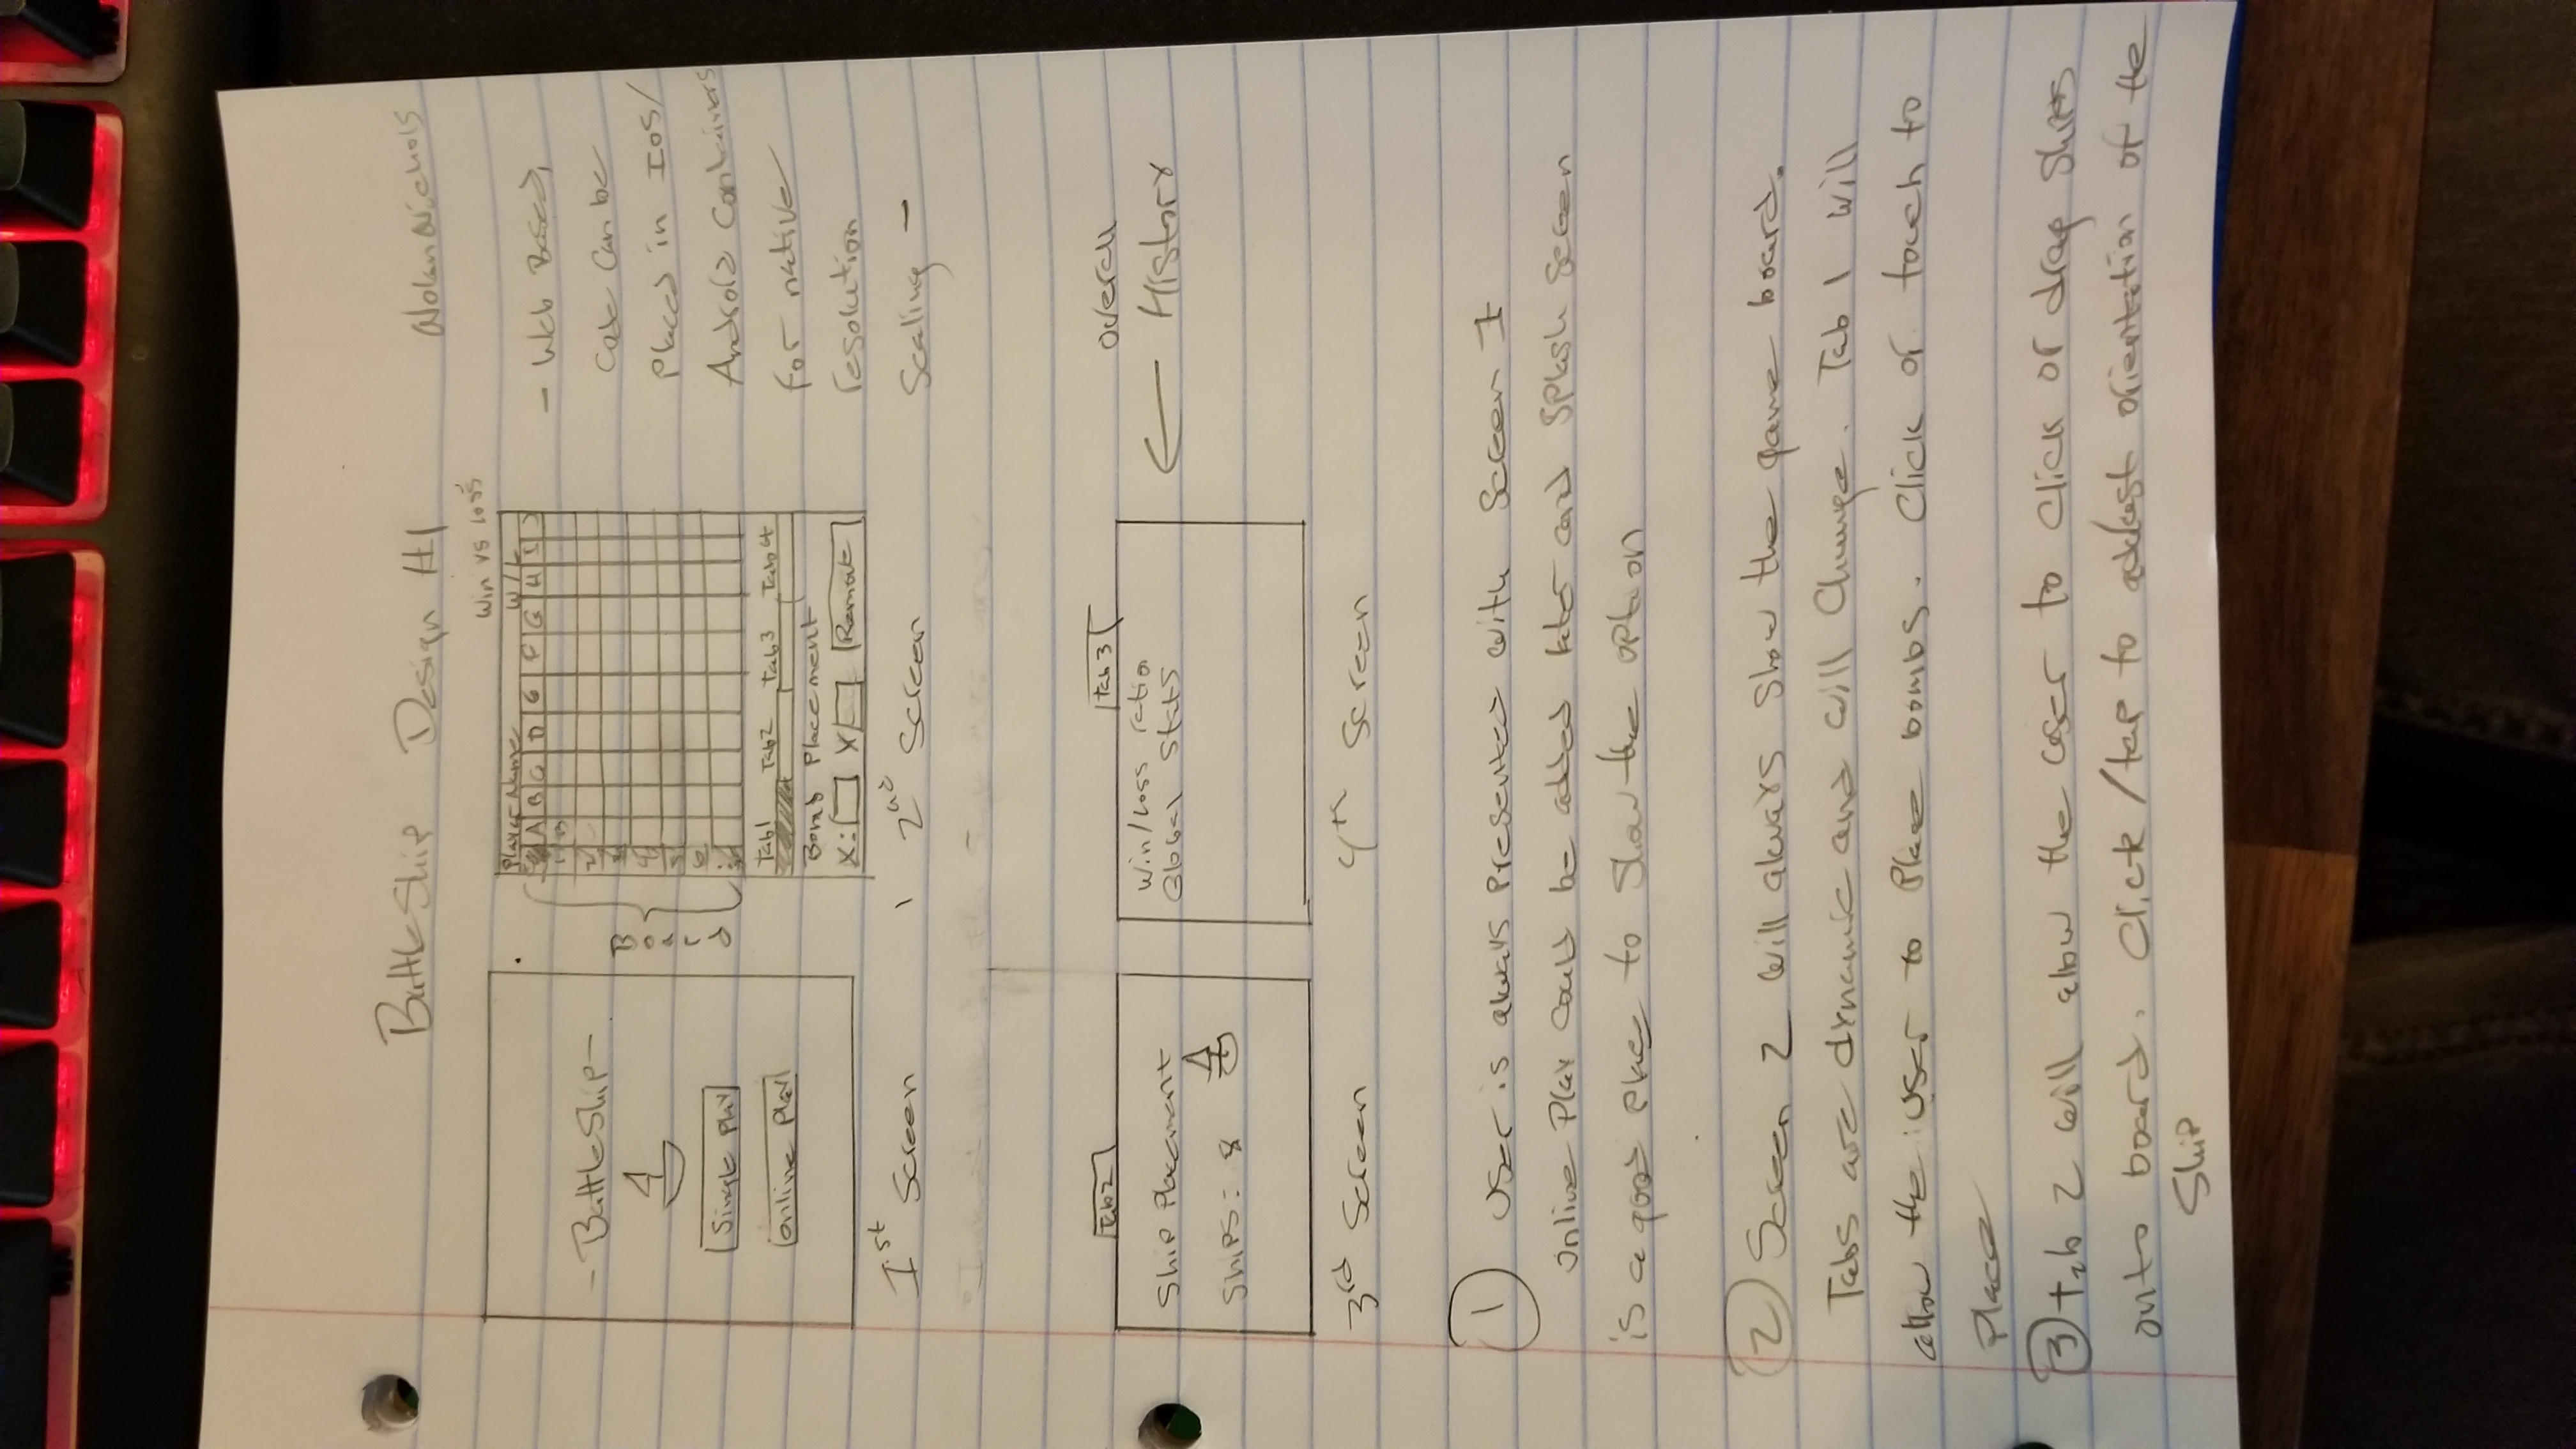 BattleShip Design #1
Nolan Nichols
- BattleShip -
Single Play
Online Play
1st Screen
Board
Win vs loss
Player Name W/L
A B C D E F G H I J
1 B
2
3
4
5
6
Tab1 Tab2 Tab3 Tab4
Bomb Placement
X: Y Remove
2nd Screen
- Web Based,
Code Can be
Placed in IOS/
Android Containers
for native
resolution
Scaling -
Tab2
Ship Placement
Ships: 8
3rd Screen
Tab 3
Win/Loss ratio
Global Stats
4th Screen
Overall
← History
1 User is always Presented with Screen 1
Online Play Could be added later and Splash Screen
is a good place to Show the option
2 Screen 2 will always Show the game board.
Tabs are dynamic and will Change. Tab 1 will
allow the user to Place bombs. Click or touch to
Place
3 tab 2 will allow the user to Click or drag Ships
onto board. Click/tap to addust orientation of the
Ship